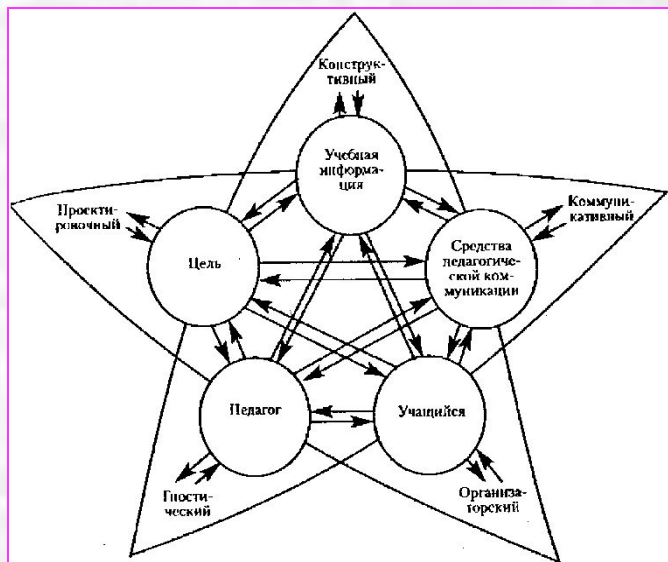 Конструк-
тивный
Учебная
информа-
ция
Проекти-
ровочный
Коммуни-
кативный
Цель
Средства
педагогиче-
ской ком-
муникации
Педагог
Учащийся
Гности-
ческий
Организа-
торский